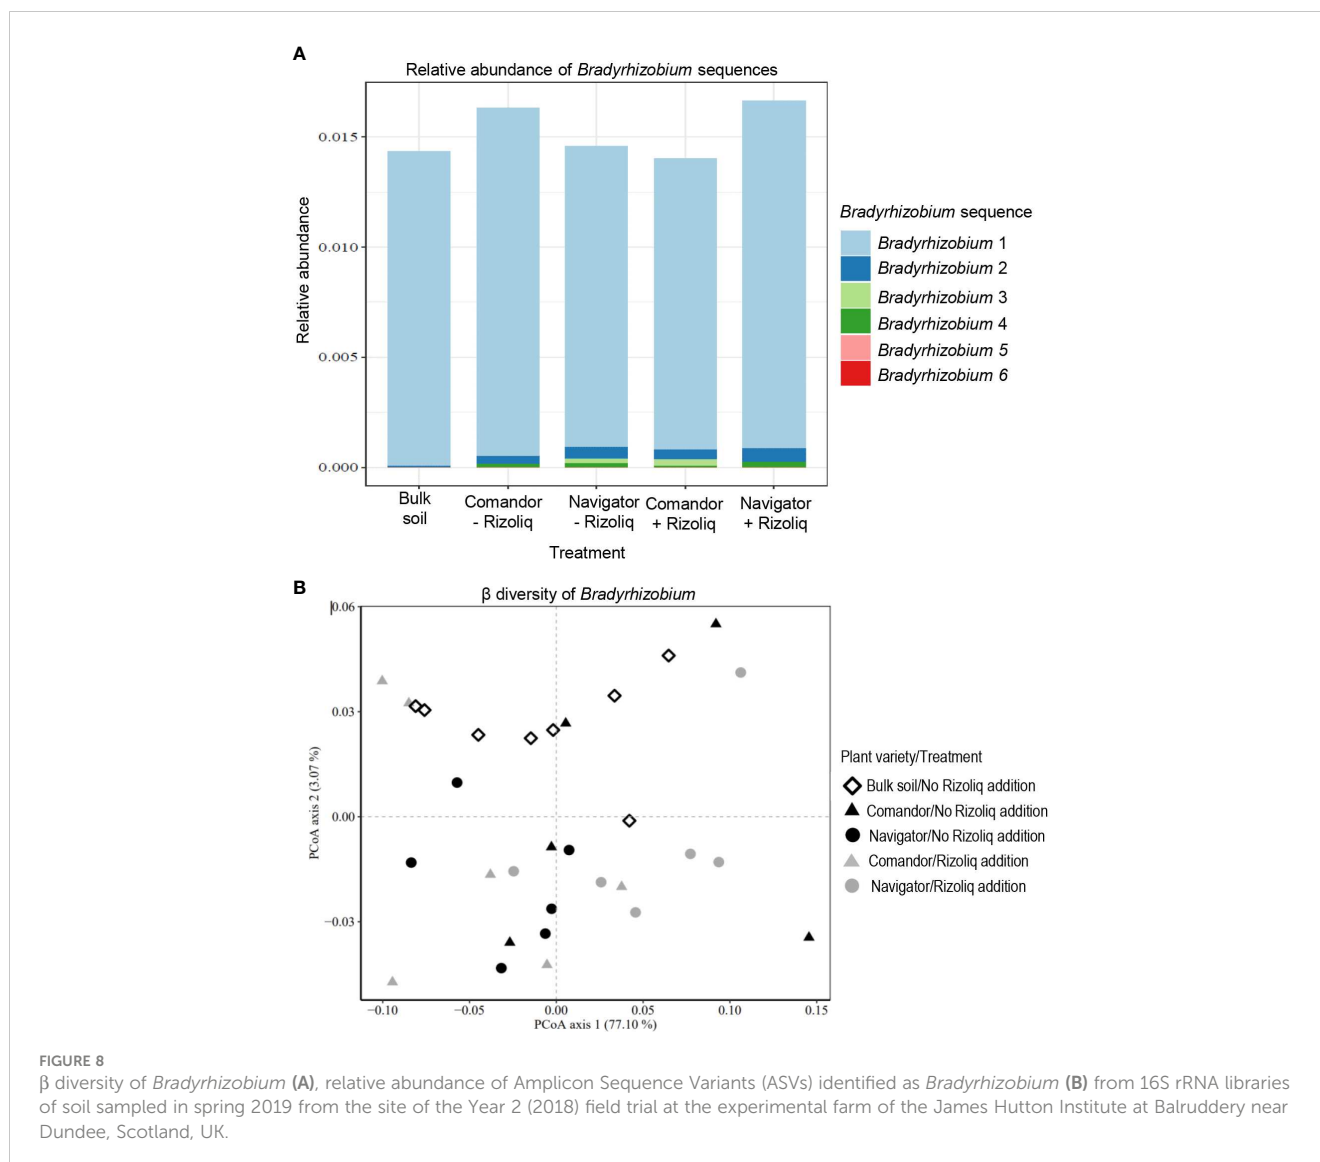 A
Relative abundance of Bradyrhizobium sequences
Relative abundance
0.015
0.010
0.005
0.000
Bulk soil
Comandor - Rizoliq
Navigator - Rizoliq
Comandor + Rizoliq
Navigator + Rizoliq
Treatment
Bradyrhizobium sequence
Bradyrhizobium 1
Bradyrhizobium 2
Bradyrhizobium 3
Bradyrhizobium 4
Bradyrhizobium 5
Bradyrhizobium 6
B
β diversity of Bradyrhizobium
PCoA axis 2 (3.07 %)
0.06
0.03
0.00
−0.03
−0.10
−0.05
0.00
0.05
0.10
0.15
PCoA axis 1 (77.10 %)
Plant variety/Treatment
Bulk soil/No Rizoliq addition
Comandor/No Rizoliq addition
Navigator/No Rizoliq addition
Comandor/Rizoliq addition
Navigator/Rizoliq addition
FIGURE 8
β diversity of Bradyrhizobium (A), relative abundance of Amplicon Sequence Variants (ASVs) identified as Bradyrhizobium (B) from 16S rRNA libraries
of soil sampled in spring 2019 from the site of the Year 2 (2018) field trial at the experimental farm of the James Hutton Institute at Balruddery near
Dundee, Scotland, UK.